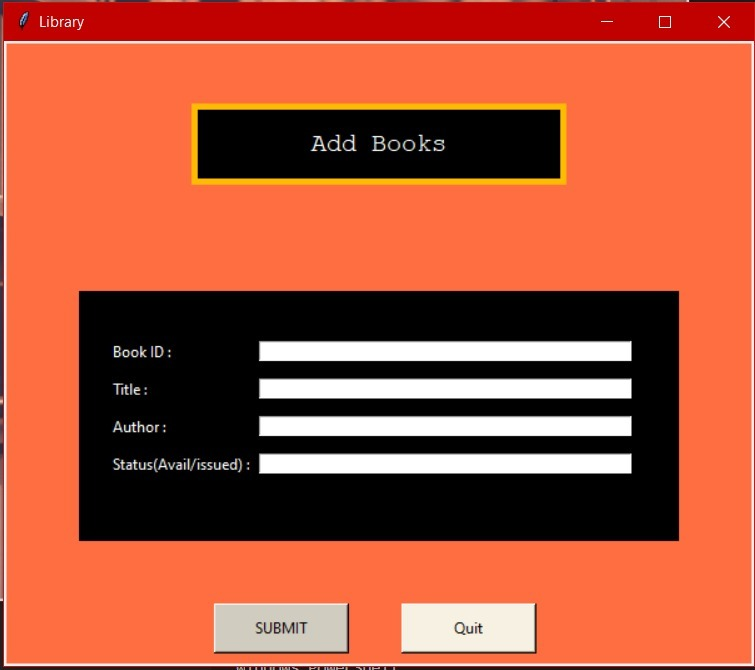 Library
Add Books
Book ID :
Title :
Author :
Status(Avail/issued) :
SUBMIT
Quit